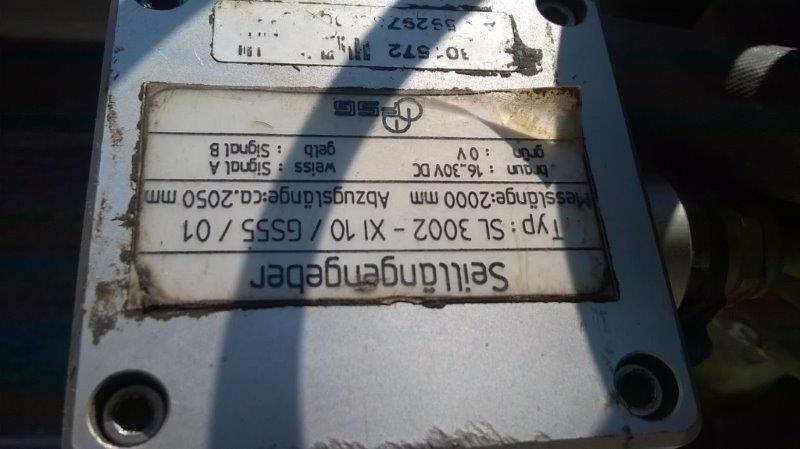 Seillängengeber
Typ: SL 3002 - XI 10 / GS55 / 01
Messlänge:2000 mm Abzugslänge:ca.2050 mm
braun : 16..30V DC weiss : Signal A
grün : 0V gelb : Signal B
FSG